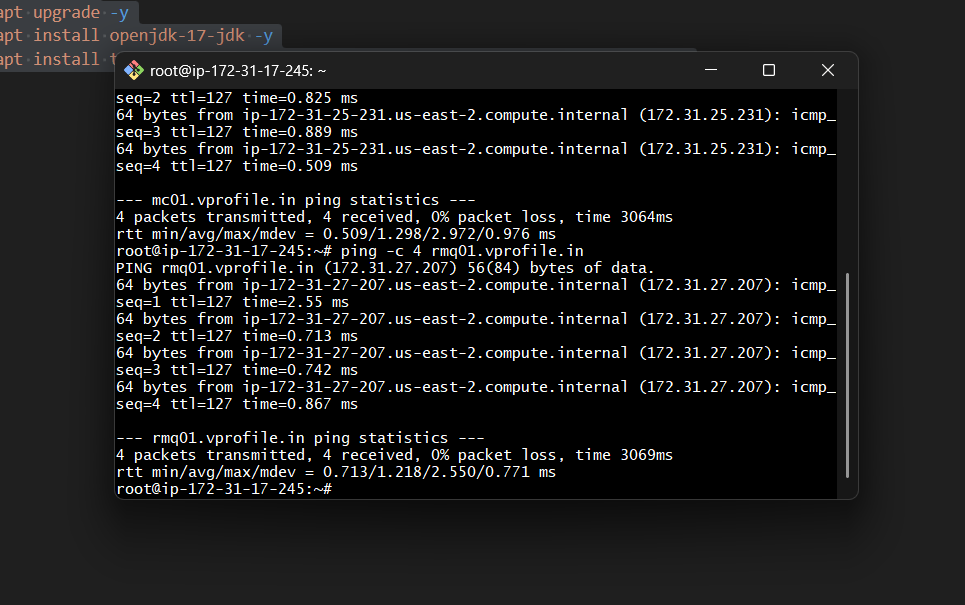 apt upgrade -y
apt install openjdk-17-jdk -y
apt install t
root@ip-172-31-17-245: ~
seq=2 ttl=127 time=0.825 ms
64 bytes from ip-172-31-25-231.us-east-2.compute.internal (172.31.25.231): icmp_
seq=3 ttl=127 time=0.889 ms
64 bytes from ip-172-31-25-231.us-east-2.compute.internal (172.31.25.231): icmp_
seq=4 ttl=127 time=0.509 ms
--- mc01.vprofile.in ping statistics ---
4 packets transmitted, 4 received, 0% packet loss, time 3064ms
rtt min/avg/max/mdev = 0.509/1.298/2.972/0.976 ms
root@ip-172-31-17-245:~# ping -c 4 rmq01.vprofile.in
PING rmq01.vprofile.in (172.31.27.207) 56(84) bytes of data.
64 bytes from ip-172-31-27-207.us-east-2.compute.internal (172.31.27.207): icmp_
seq=1 ttl=127 time=2.55 ms
64 bytes from ip-172-31-27-207.us-east-2.compute.internal (172.31.27.207): icmp_
seq=2 ttl=127 time=0.713 ms
64 bytes from ip-172-31-27-207.us-east-2.compute.internal (172.31.27.207): icmp_
seq=3 ttl=127 time=0.742 ms
64 bytes from ip-172-31-27-207.us-east-2.compute.internal (172.31.27.207): icmp_
seq=4 ttl=127 time=0.867 ms
--- rmq01.vprofile.in ping statistics ---
4 packets transmitted, 4 received, 0% packet loss, time 3069ms
rtt min/avg/max/mdev = 0.713/1.218/2.550/0.771 ms
root@ip-172-31-17-245:~#